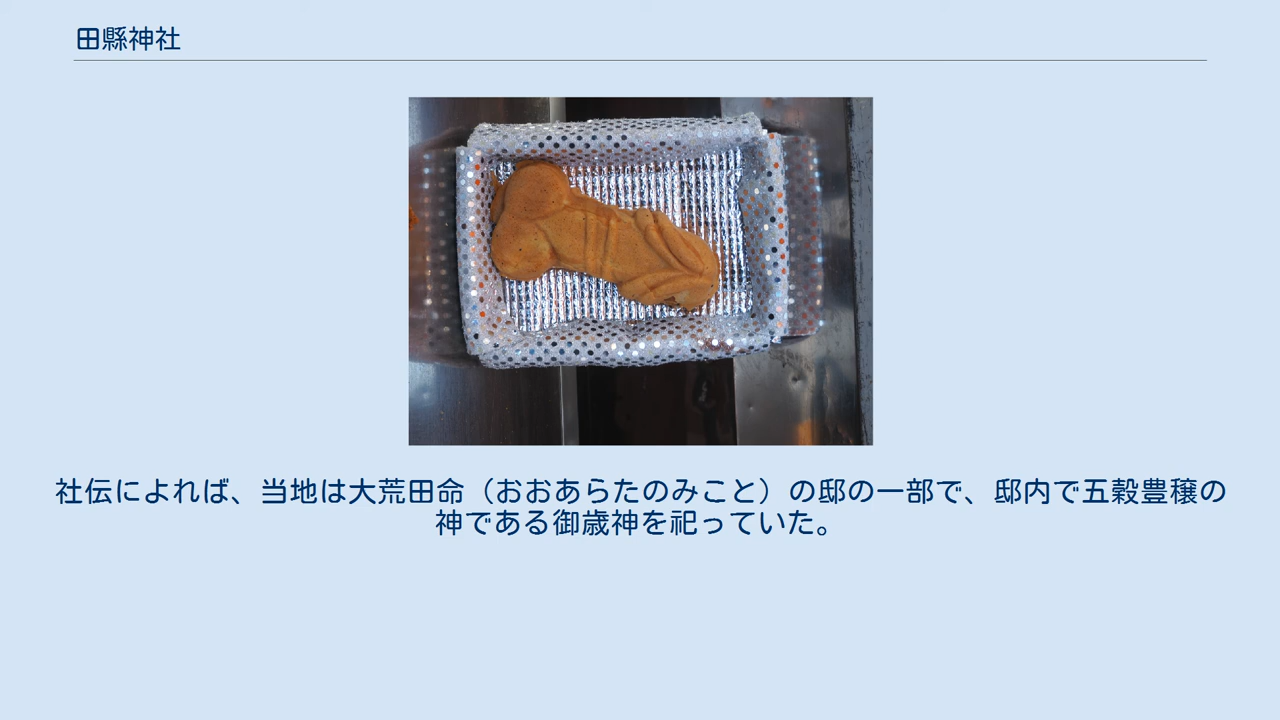 田縣神社
社伝によれば、当地は大荒田命（おおあらたのみこと）の邸の一部で、邸内で五穀豊穣の
神である御歳神を祀っていた。